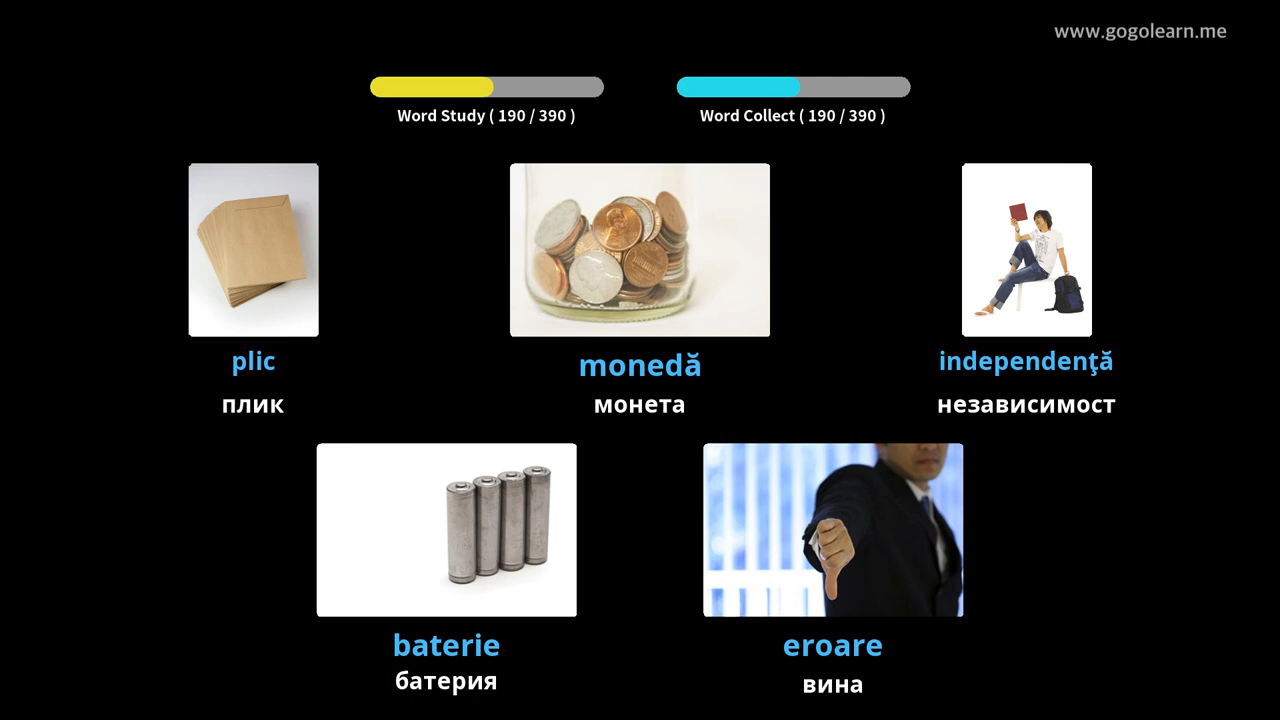 www.gogolearn.me
Word Study ( 190 / 390 )
Word Collect ( 190 / 390 )
plic
плик
monedă
монета
independenţă
независимост
baterie
батерия
eroare
вина